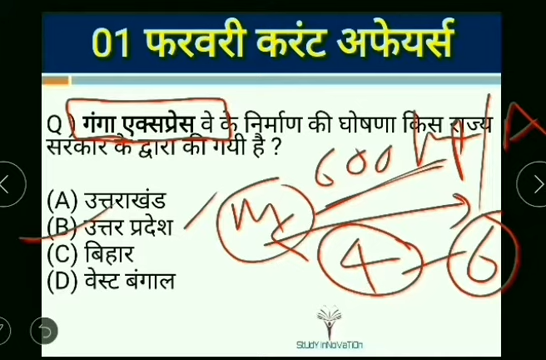 01 फरवरी करंट अफेयर्स
Q ) गंगा एक्सप्रेस वे के निर्माण की घोषणा किस राज्य
सरकार के द्वारा की गयी है ?
600
(A) उत्तराखंड
(B) उत्तर प्रदेश
(C) बिहार
(D) वेस्ट बंगाल
4 6
STUDY iNNOVATiON